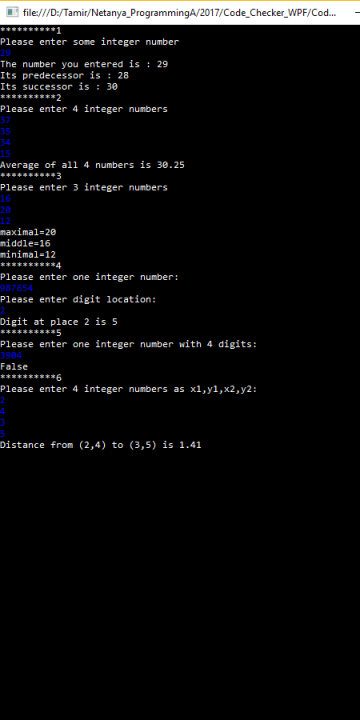 file:///D:/Tamir/Netanya_ProgrammingA/2017/Code_Checker_WPF/Cod...
**********1
Please enter some integer number
29
The number you entered is : 29
Its predecessor is : 28
Its successor is : 30
**********2
Please enter 4 integer numbers
37
35
34
15
Average of all 4 numbers is 30.25
**********3
Please enter 3 integer numbers
16
20
12
maximal=20
middle=16
minimal=12
**********4
Please enter one integer number:
987654
Please enter digit location:
2
Digit at place 2 is 5
**********5
Please enter one integer number with 4 digits:
**********6
False
Please enter 4 integer numbers as x1,y1,x2,y2:
2
4
3
5
Distance from (2,4) to (3,5) is 1.41